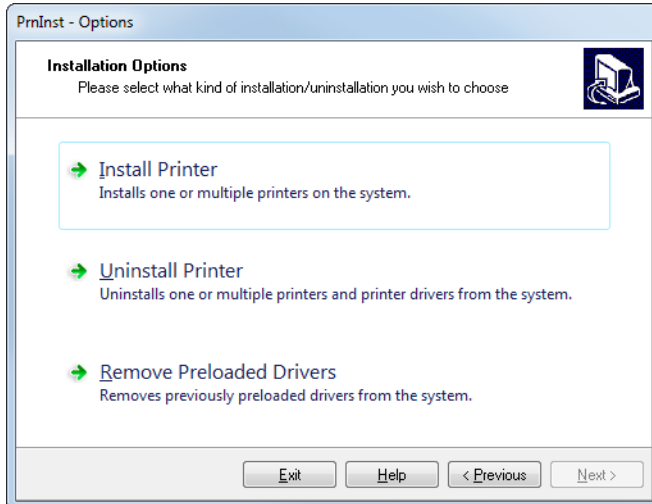 PrnInst - Options
Installation Options
Please select what kind of installation/uninstallation you wish to choose
Install Printer
Installs one or multiple printers on the system.
Uninstall Printer
Uninstalls one or multiple printers and printer drivers from the system.
Remove Preloaded Drivers
Removes previously preloaded drivers from the system.
Exit Help < Previous Next >